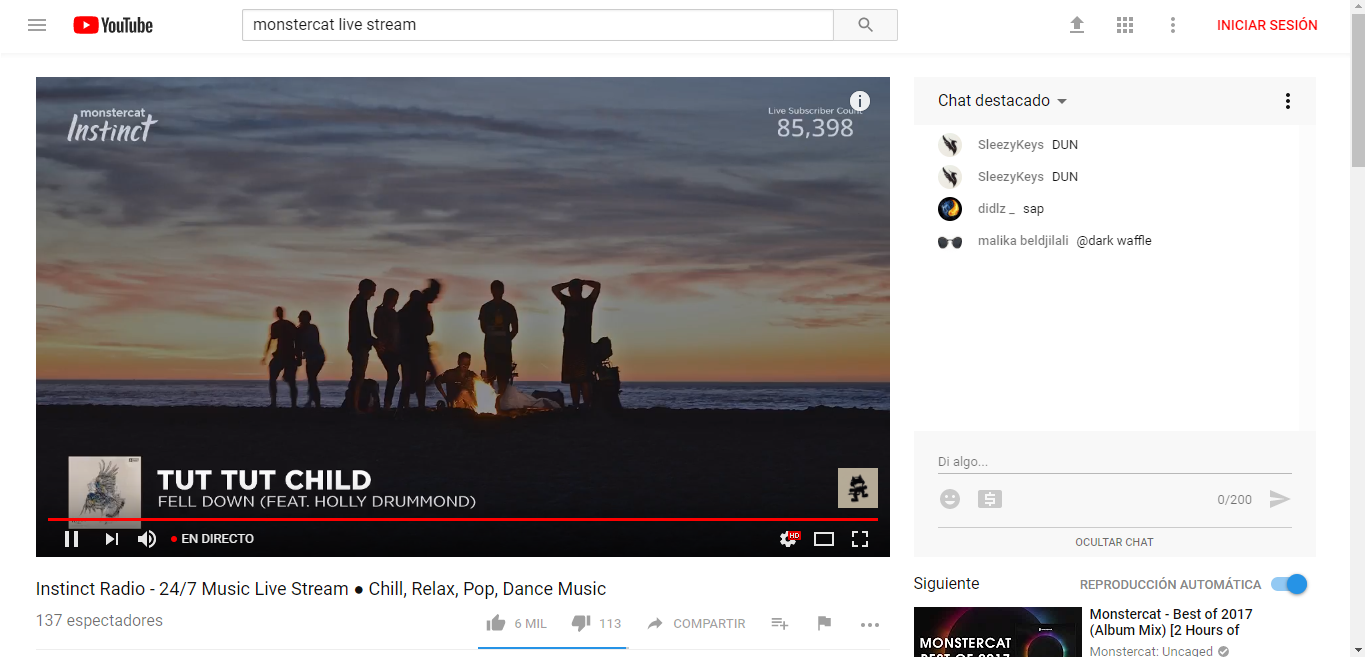 YouTube
monstercat live stream
INICIAR SESIÓN
monstercat
Instinct
Live Subscriber Count
85,398
TUT TUT CHILD
FELL DOWN (FEAT. HOLLY DRUMMOND)
EN DIRECTO
HD
Instinct Radio - 24/7 Music Live Stream ● Chill, Relax, Pop, Dance Music
137 espectadores
6 MIL
113
COMPARTIR
Chat destacado
SleezyKeys DUN
SleezyKeys DUN
didlz _ sap
malika beldjilali @dark waffle
Di algo...
0/200
OCULTAR CHAT
Siguiente
REPRODUCCIÓN AUTOMÁTICA
MONSTERCAT
BEST OF 2017
Monstercat - Best of 2017
(Album Mix) [2 Hours of
Monstercat: Uncaged